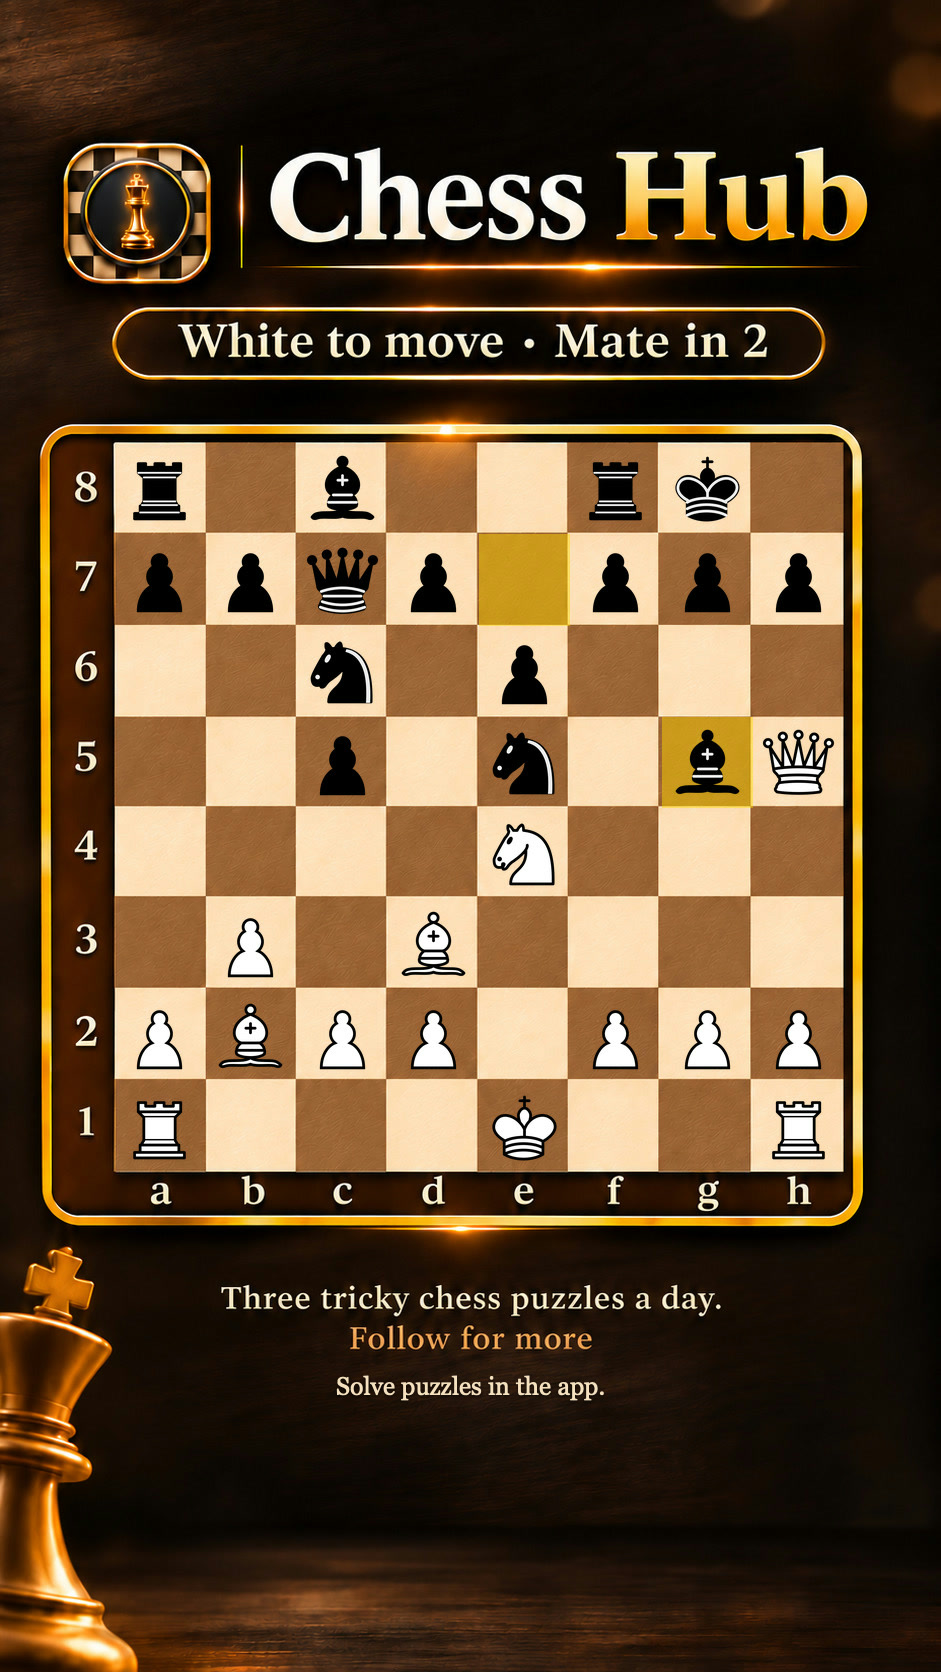 Chess Hub
White to move • Mate in 2
8
7
6
5
4
3
2
1
a b c d e f g h
Three tricky chess puzzles a day.
Follow for more
Solve puzzles in the app.